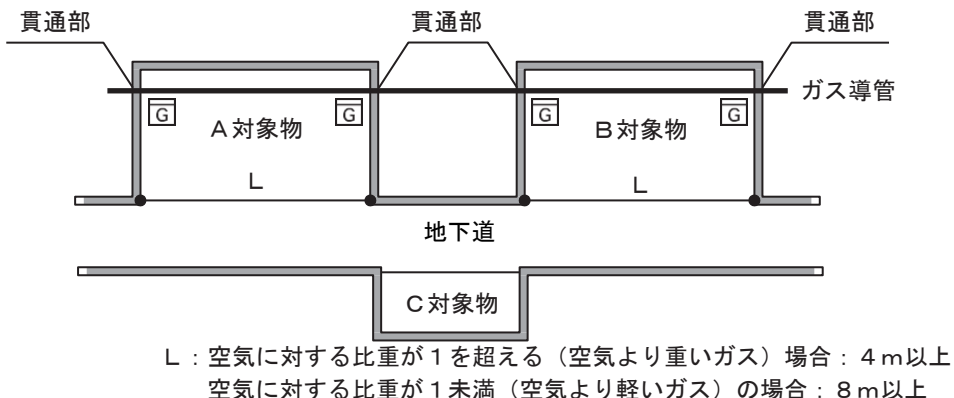 貫通部 貫通部 貫通部
ガス導管
G G G G
A対象物 B対象物
L L
地下道
C対象物
L:空気に対する比重が1を超える(空気より重いガス)場合:4m以上
空気に対する比重が1未満(空気より軽いガス)の場合:8m以上